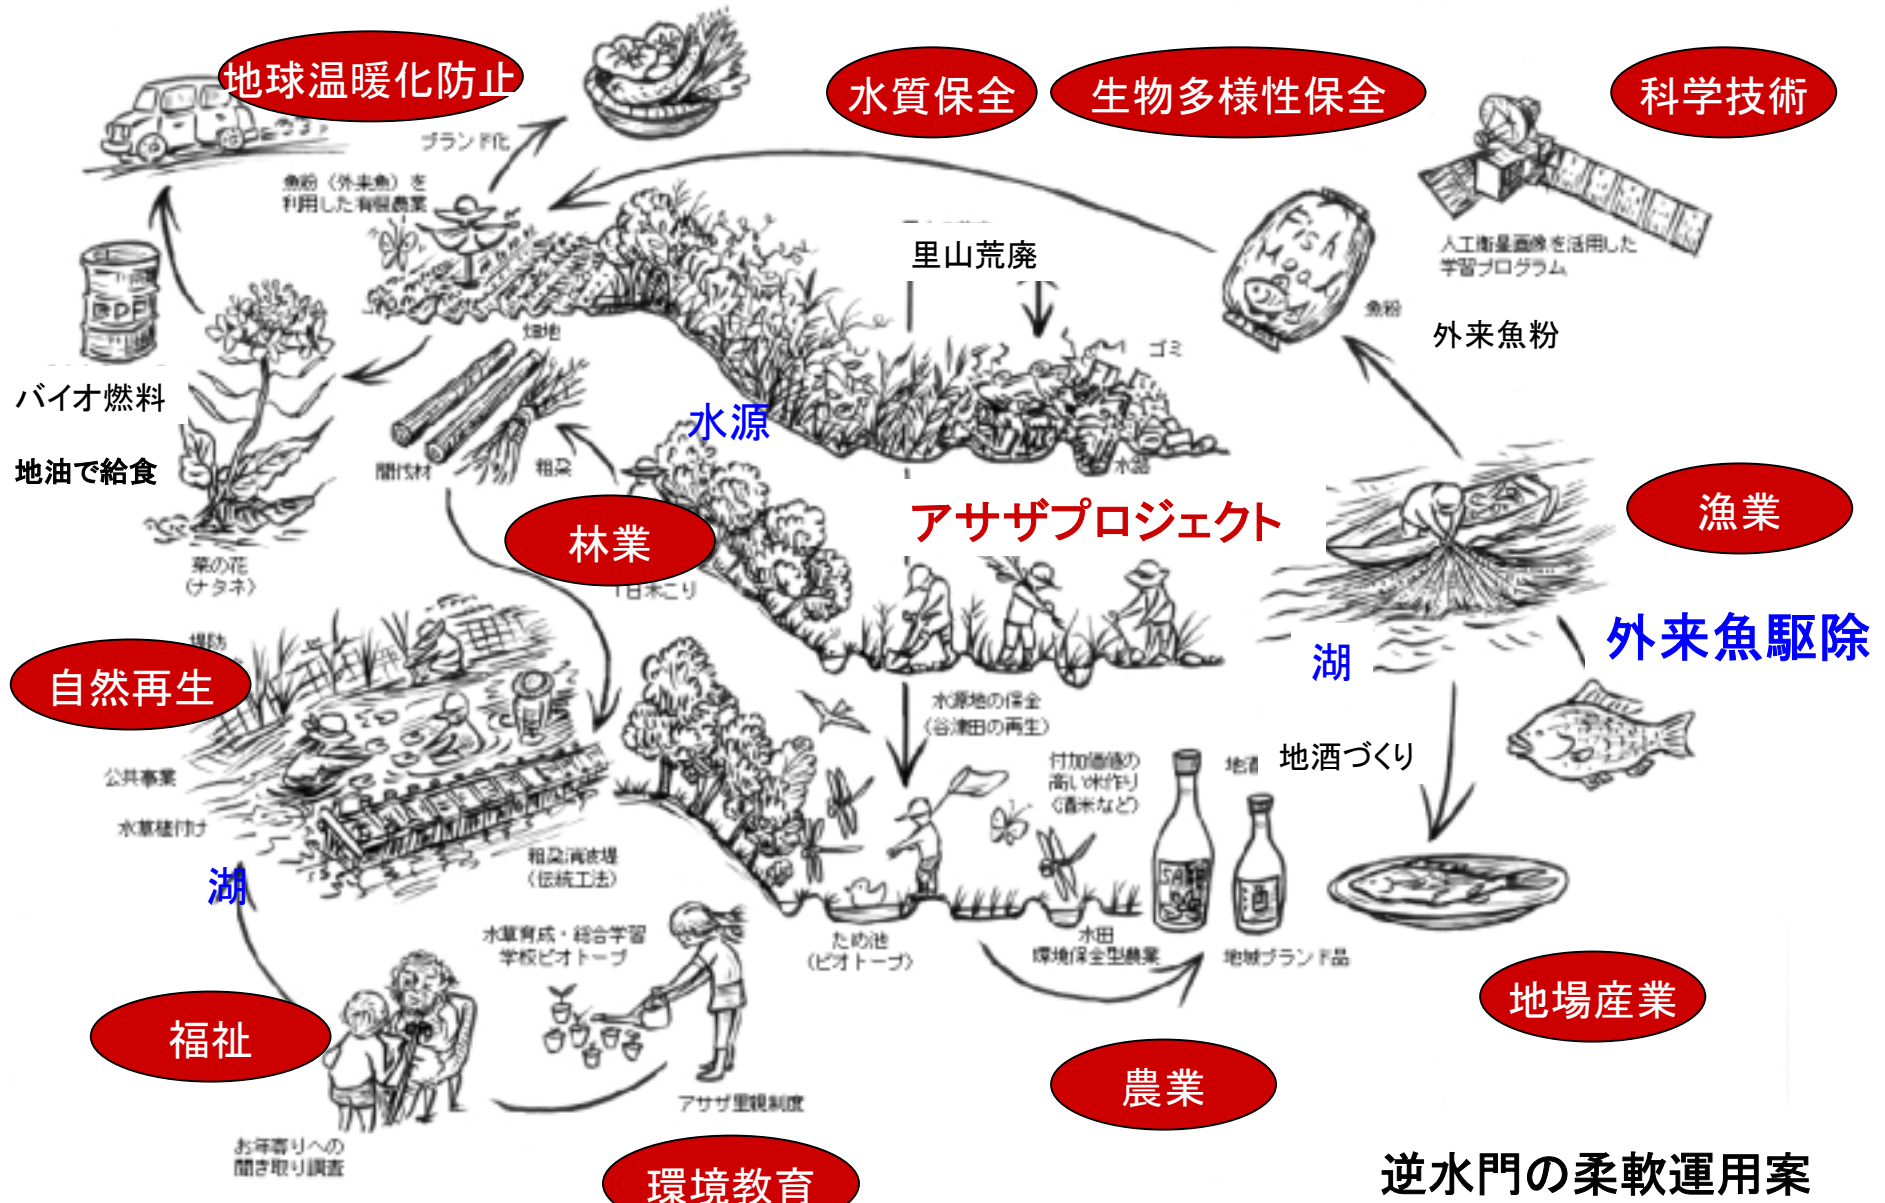 地球温暖化防止
水質保全
生物多様性保全
科学技術
ブランド化
魚粉（外来魚）を
利用した有機農業
里山荒廃
Fish
Meal
人工衛星画像を活用した
学習プログラム
魚粉
外来魚粉
BDF
畑地
ゴミ
バイオ燃料
水源
地油で給食
間伐材
粗朶
アサザプロジェクト
漁業
林業
菜の花
（ナタネ）
1日木こり
外来魚駆除
湖
堤防
自然再生
水源地の保全
（谷津田の再生）
付加価値の
高い米作り
（酒米など）
地酒づくり
公共事業
水草植付け
粗朶消波堤
（伝統工法）
湖
酒
水草育成・総合学習
学校ビオトープ
ため池
（ビオトープ）
水田
環境保全型農業
地域ブランド品
地場産業
福祉
農業
アサザ里親制度
お年寄りへの
聞き取り調査
環境教育
逆水門の柔軟運用案